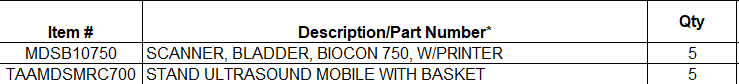 Item # Description/Part Number* Qty
MDSB10750 SCANNER, BLADDER, BIOCON 750, W/PRINTER 5
TAAMDSMRC700 STAND ULTRASOUND MOBILE WITH BASKET 5